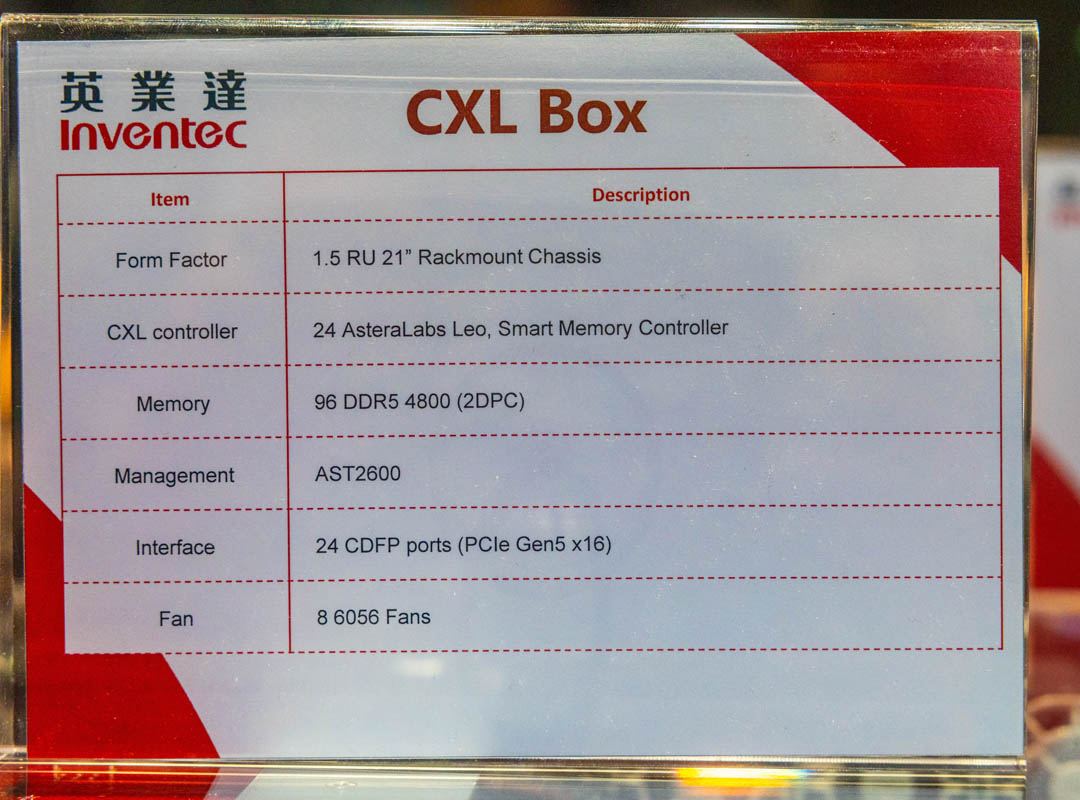 英業達
Inventec
CXL Box
Item Description
Form Factor 1.5 RU 21” Rackmount Chassis
CXL controller 24 AsteraLabs Leo, Smart Memory Controller
Memory 96 DDR5 4800 (2DPC)
Management AST2600
Interface 24 CDFP ports (PCIe Gen5 x16)
Fan 8 6056 Fans